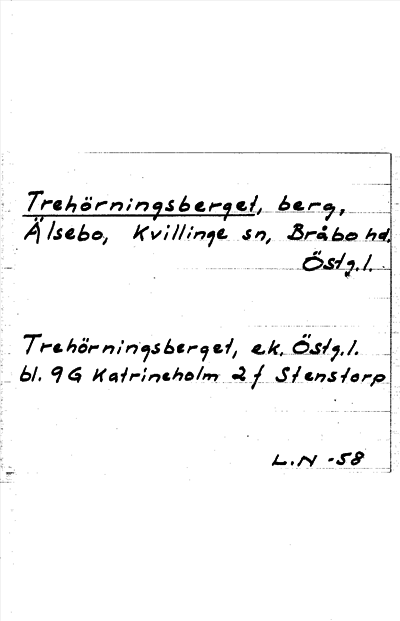 Trehörningsberget, berg,
Älsebo, Kvillinge sn, Bråbo hd.
Östg.l.
Trehörningsberget, ek. Östg.l.
bl. 9G Katrineholm 2f Stenstorp
L.N -58